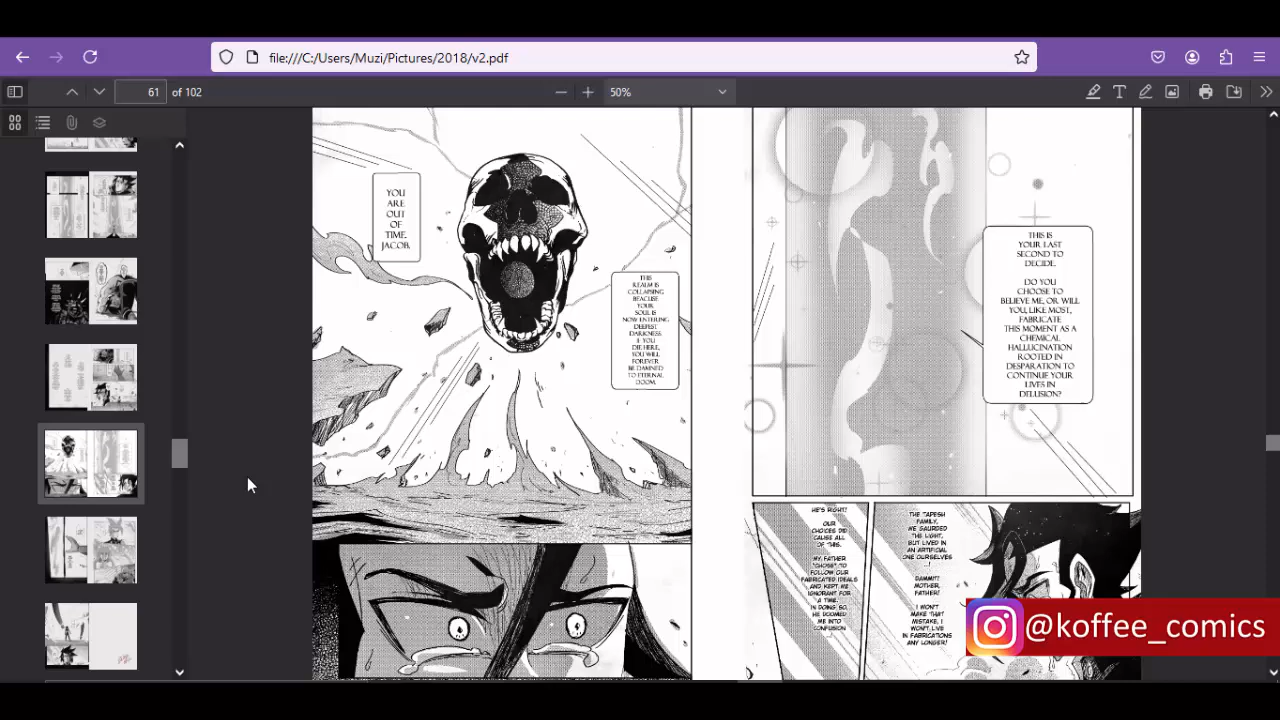 file:///C:/Users/Muzi/Pictures/2018/v2.pdf
61 of 102
50%
YOU
ARE
OUT
OF
TIME,
JACOB.
THIS
REALM IS
COLLAPSING
BEACUSE
YOUR
SOUL IS
NOW ENTERING
DEEPEST
DARKNESS.
IF YOU
DIE HERE,
YOU WILL
FOREVER
BE DAMNED
TO ETERNAL
DOOM.
THIS IS
YOUR LAST
SECOND TO
DECIDE.
DO YOU
CHOOSE TO
BELIEVE ME, OR WILL
YOU, LIKE MOST,
FABRICATE
THIS MOMENT AS A
CHEMICAL
HALLUCINATION
ROOTED IN
DESPARATION TO
CONTINUE YOUR
LIVES IN
DELUSION?
HE'S RIGHT!
OUR
CHOICES DID
CAUSE ALL
OF THIS.
MY FATHER
"CHOSE" TO
FOLLOW OUR
FABRICATED IDEALS
AND KEPT ME
IGNORANT FOR
A TIME.
IN DOING SO,
HE DOOMED
ME INTO
CONFUSION
...
THE TAPESH
FAMILY.
WE GAURDED
THE LIGHT,
BUT LIVED IN
AN ARTIFICIAL
ONE OURSELVES
...!
DAMMIT!
MOTHER,
FATHER!
I WON'T
MAKE THAT
MISTAKE, I
WON'T LIVE
IN FABRICATIONS
ANY LONGER!
@koffee_comics